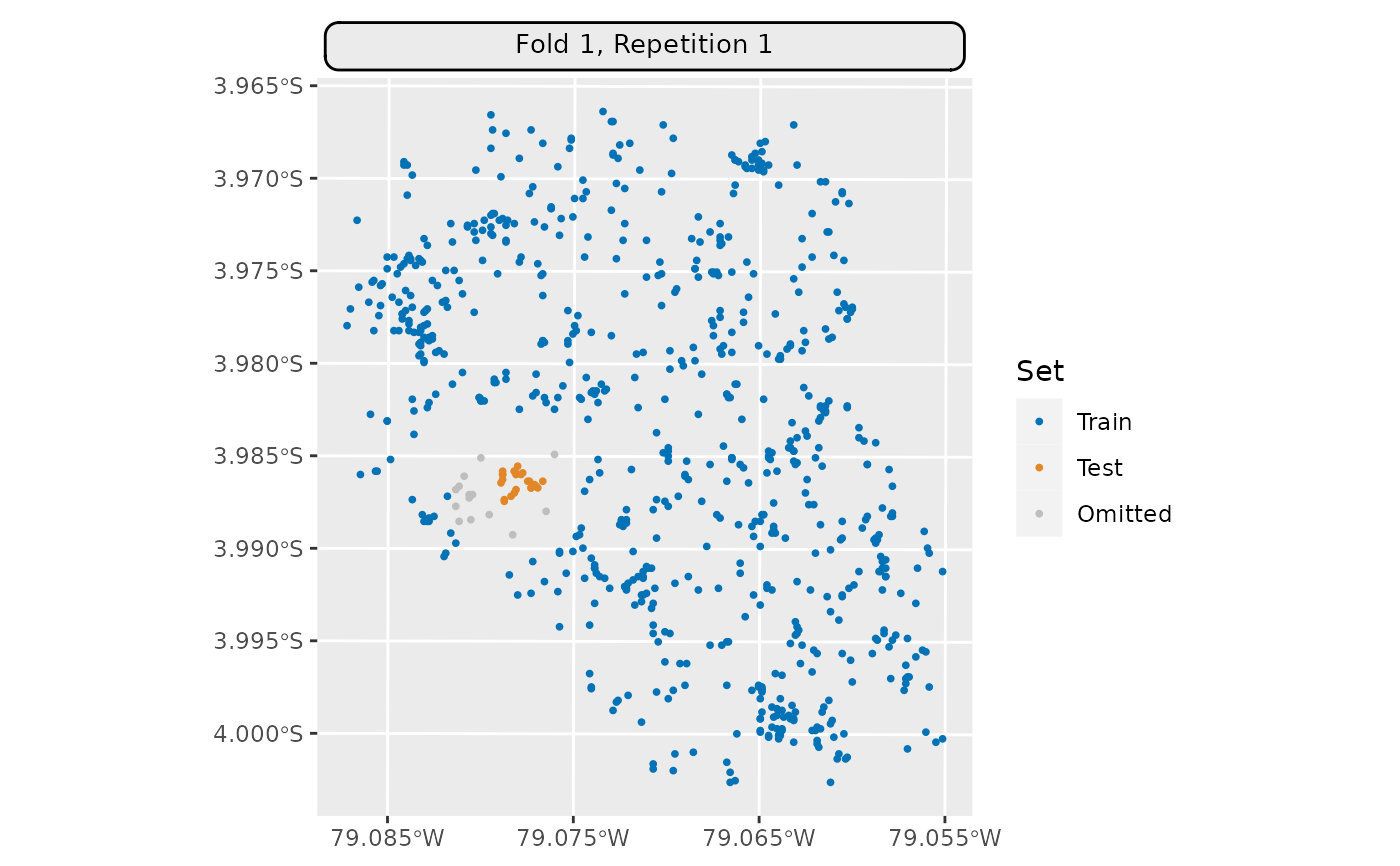 Fold 1, Repetition 1
3.965°S
3.970°S
3.975°S
3.980°S
3.985°S
3.990°S
3.995°S
4.000°S
79.085°W 79.075°W 79.065°W 79.055°W
Set
Train
Test
Omitted